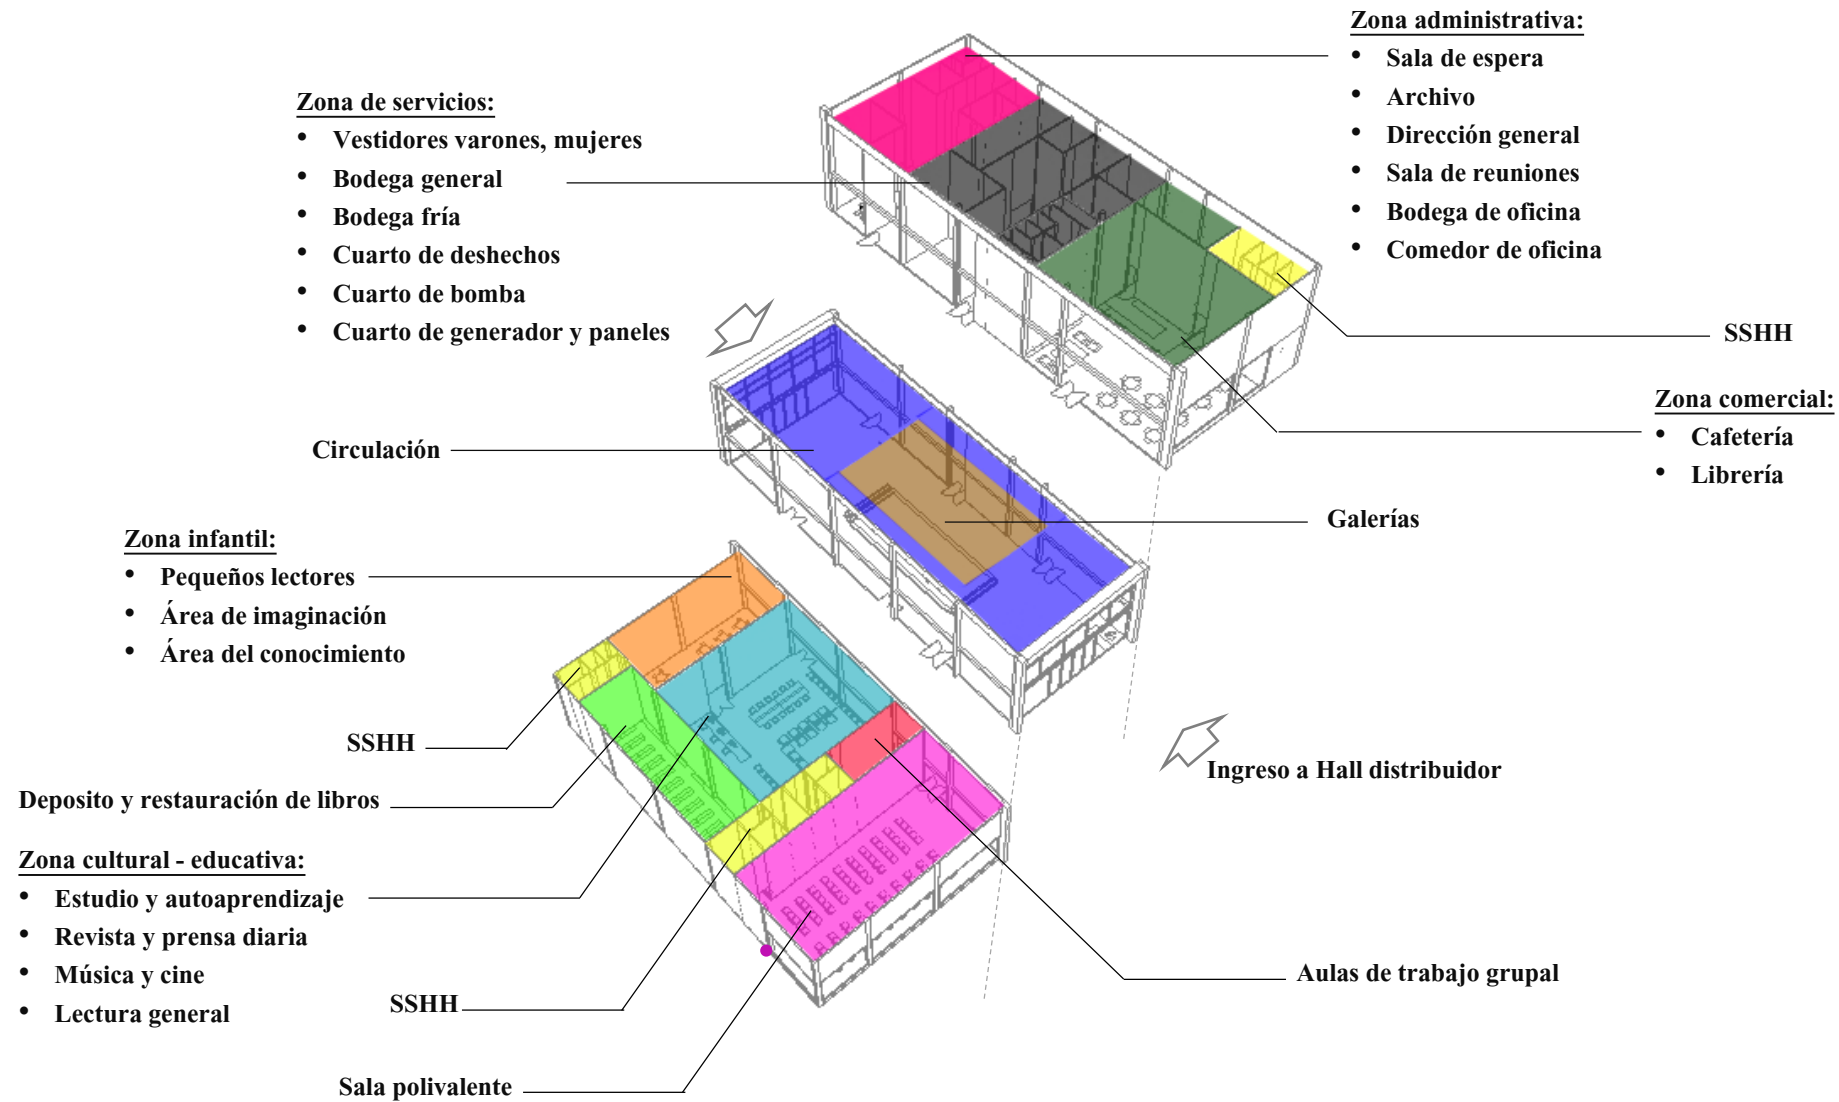 Zona administrativa:
• Sala de espera
• Archivo
• Dirección general
• Sala de reuniones
• Bodega de oficina
• Comedor de oficina
Zona de servicios:
• Vestidores varones, mujeres
• Bodega general
• Bodega fría
• Cuarto de deshechos
• Cuarto de bomba
• Cuarto de generador y paneles
SSHH
Zona comercial:
• Cafetería
• Librería
Circulación
Galerías
Zona infantil:
• Pequeños lectores
• Área de imaginación
• Área del conocimiento
SSHH
Ingreso a Hall distribuidor
Deposito y restauración de libros
Zona cultural - educativa:
• Estudio y autoaprendizaje
• Revista y prensa diaria
• Música y cine
• Lectura general
SSHH
Aulas de trabajo grupal
Sala polivalente